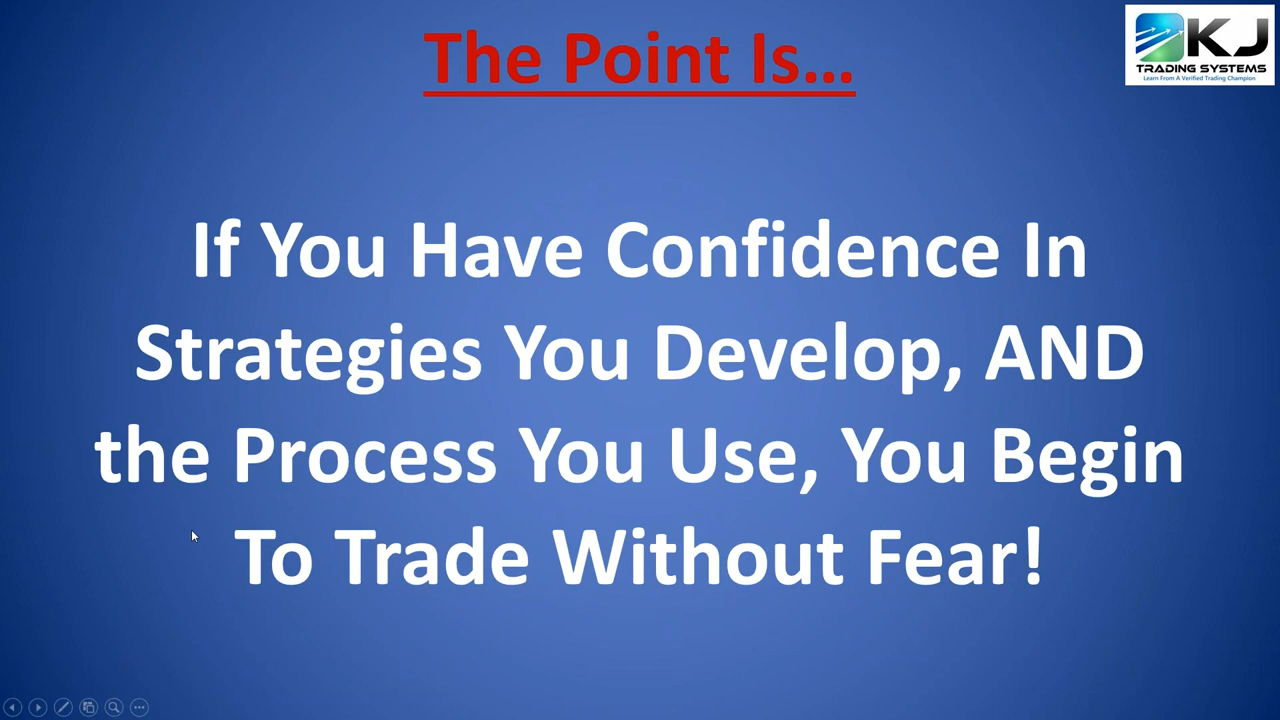 The Point Is...
KJ
TRADING SYSTEMS
Learn From A Verified Trading Champion
If You Have Confidence In
Strategies You Develop, AND
the Process You Use, You Begin
To Trade Without Fear!